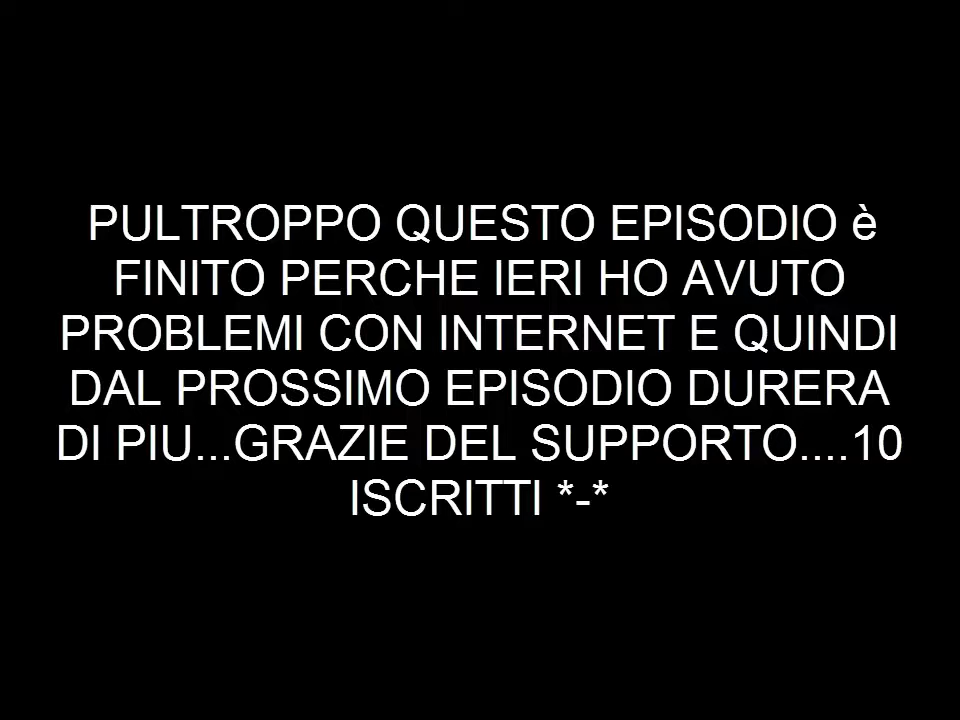 PULTROPPO QUESTO EPISODIO è
FINITO PERCHE IERI HO AVUTO
PROBLEMI CON INTERNET E QUINDI
DAL PROSSIMO EPISODIO DURERA
DI PIU...GRAZIE DEL SUPPORTO....10
ISCRITTI *-*